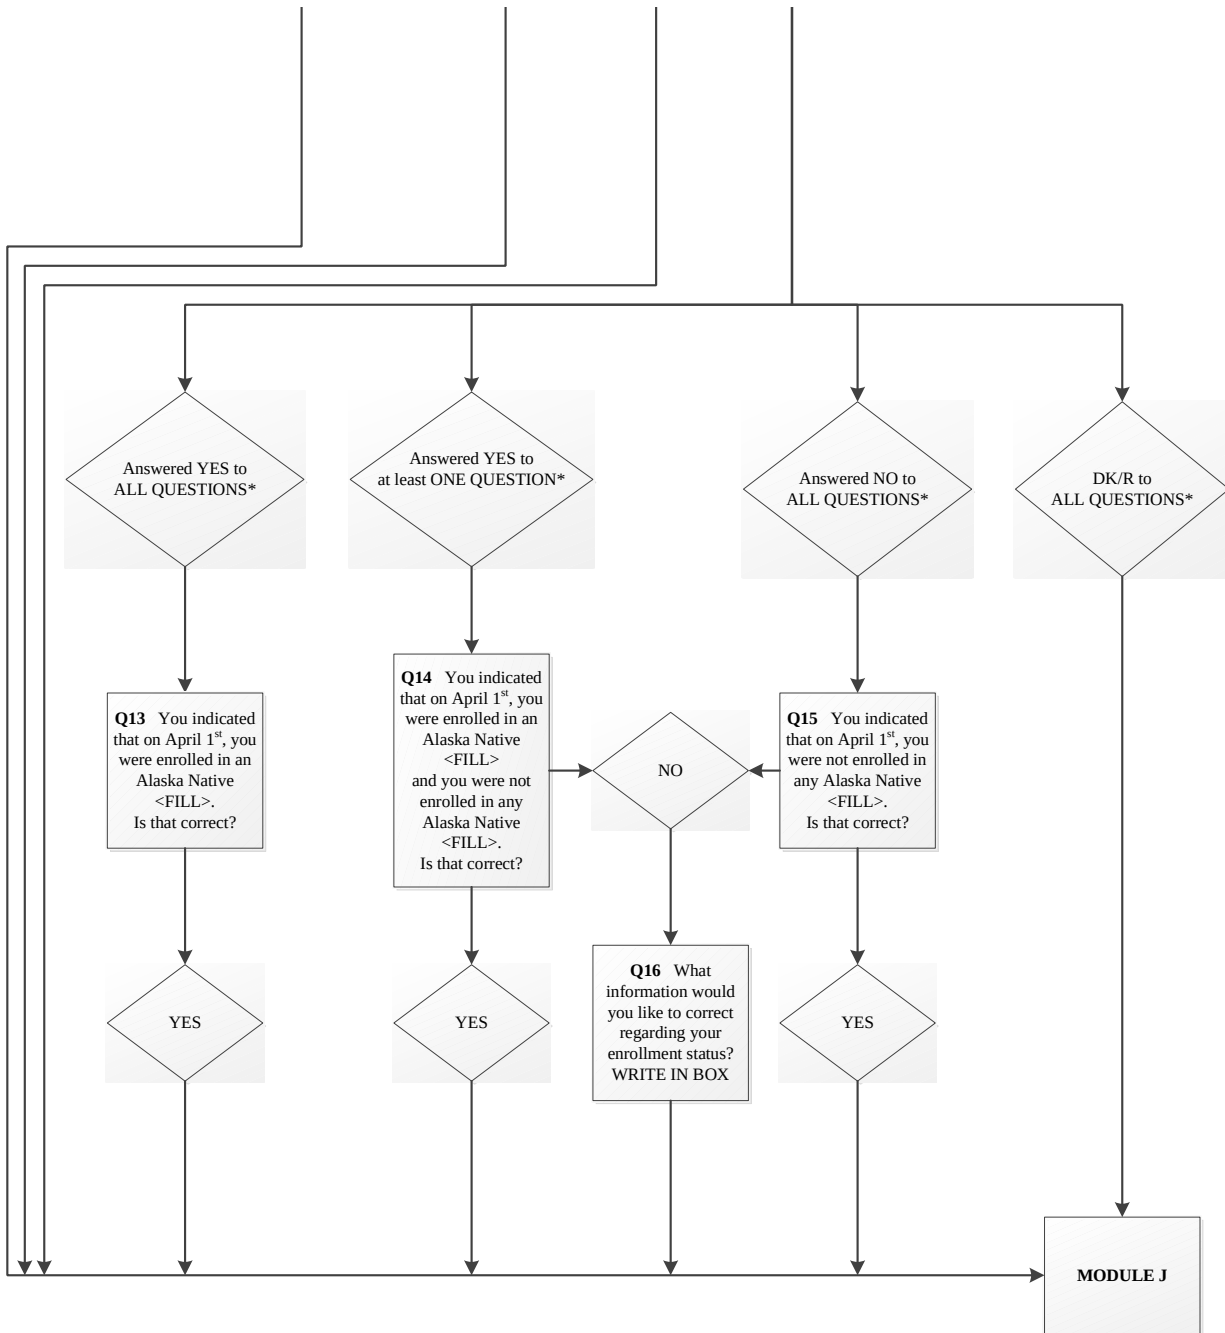 Answered YES to
ALL QUESTIONS*
Answered YES to
at least ONE QUESTION*
Answered NO to
ALL QUESTIONS*
DK/R to
ALL QUESTIONS*
Q13 You indicated
that on April 1st, you
were enrolled in an
Alaska Native
<FILL>.
Is that correct?
Q14 You indicated
that on April 1st, you
were enrolled in an
Alaska Native
<FILL>
and you were not
enrolled in any
Alaska Native
<FILL>.
Is that correct?
NO
Q15 You indicated
that on April 1st, you
were not enrolled in
any Alaska Native
<FILL>.
Is that correct?
YES
YES
Q16 What
information would
you like to correct
regarding your
enrollment status?
WRITE IN BOX
YES
MODULE J